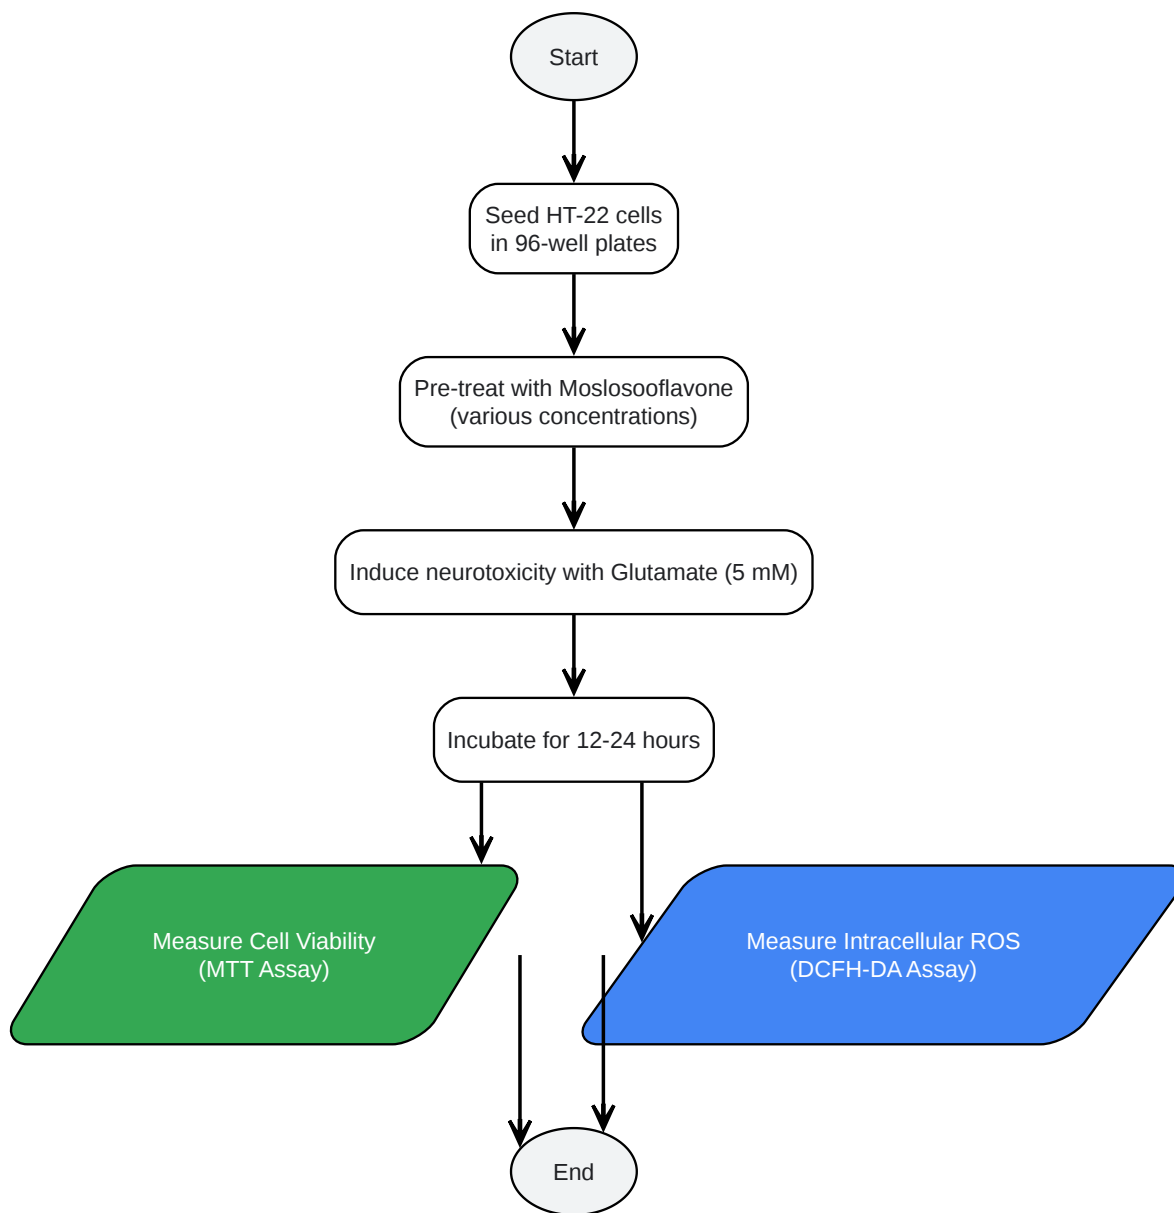 Start
Seed HT-22 cells
in 96-well plates
Pre-treat with Moslosooflavone
(various concentrations)
Induce neurotoxicity with Glutamate (5 mM)
Incubate for 12-24 hours
Measure Cell Viability
(MTT Assay)
Measure Intracellular ROS
(DCFH-DA Assay)
End